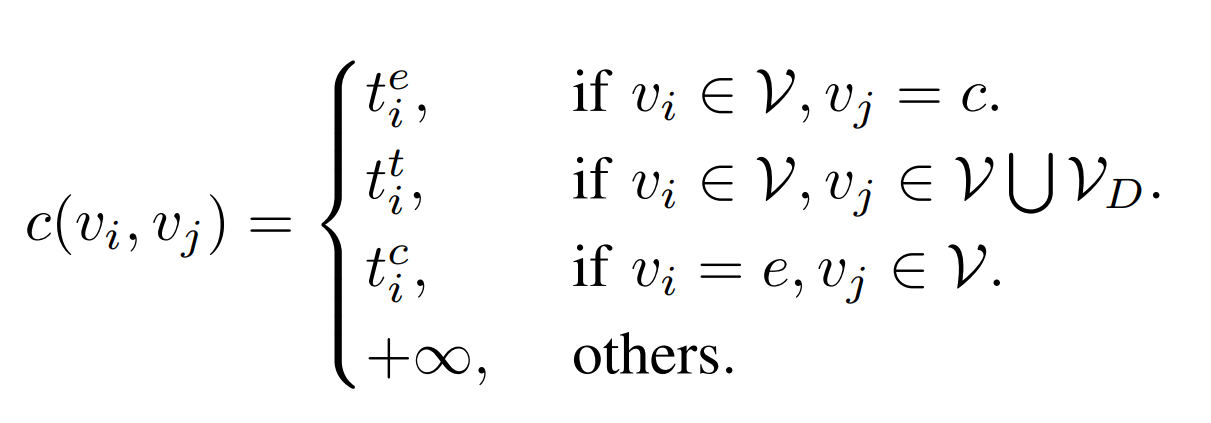 t_i^e, if v_i ∈ 𝒱, v_j = c.
t_i^t, if v_i ∈ 𝒱, v_j ∈ 𝒱 ⋃ 𝒱_D.
c(v_i, v_j) = {
t_i^c, if v_i = e, v_j ∈ 𝒱.
+∞, others.